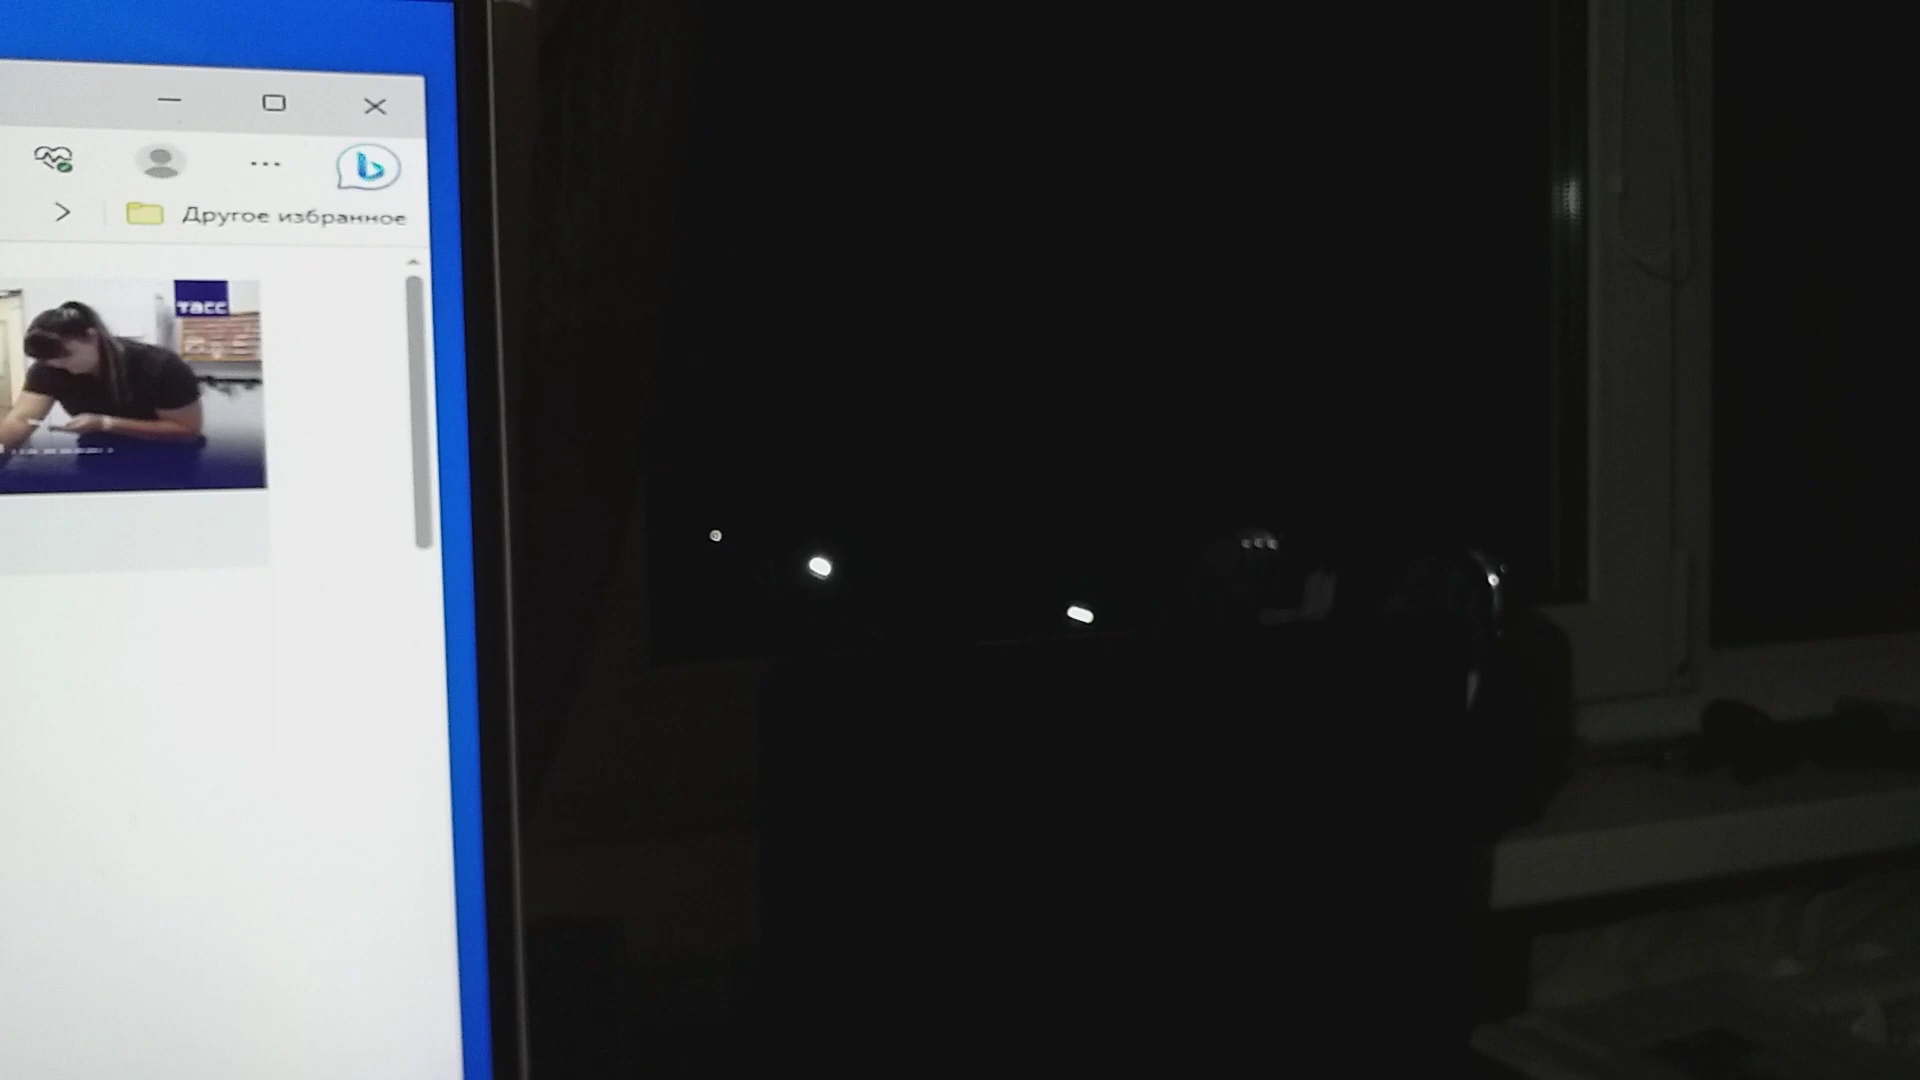 Другое избранное
тасс